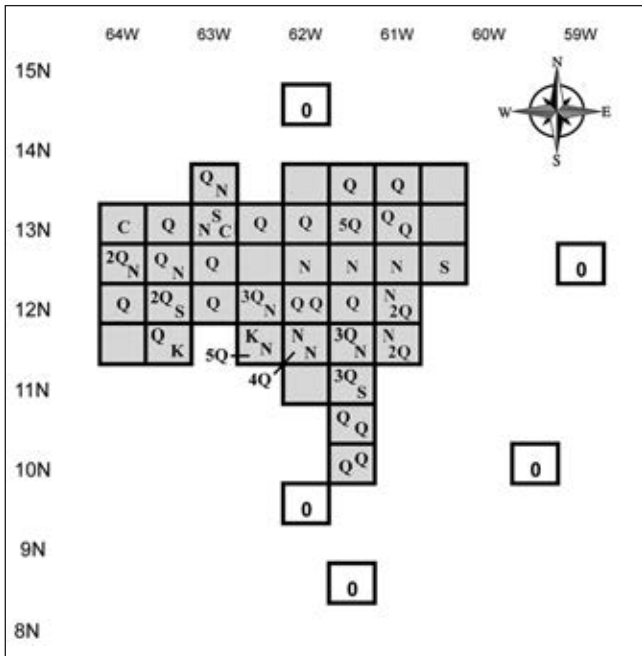 64W 63W 62W 61W 60W 59W
15N
N
W E
S
0
14N
Q N Q Q
13N
C Q N S C Q Q 5Q Q Q
2Q N Q N Q N N N S 0
12N
Q 2Q S Q 3Q N Q Q Q N 2Q
Q K K N N N 3Q N N 2Q
5Q
4Q
11N
3Q S
Q Q
10N
Q Q 0
0
9N
0
8N